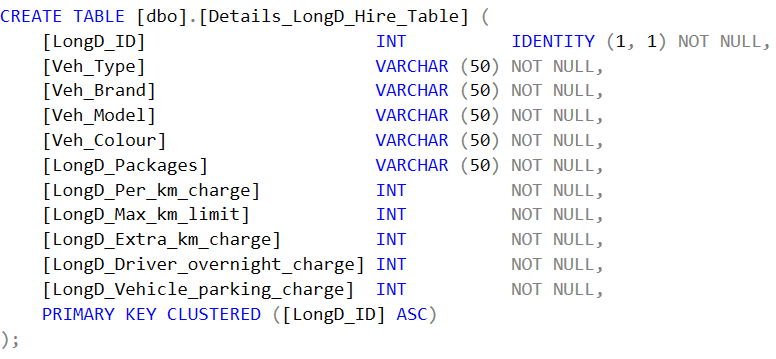 CREATE TABLE [dbo].[Details_LongD_Hire_Table] (
    [LongD_ID]                      INT          IDENTITY (1, 1) NOT NULL,
    [Veh_Type]                      VARCHAR (50) NOT NULL,
    [Veh_Brand]                     VARCHAR (50) NOT NULL,
    [Veh_Model]                     VARCHAR (50) NOT NULL,
    [Veh_Colour]                    VARCHAR (50) NOT NULL,
    [LongD_Packages]                VARCHAR (50) NOT NULL,
    [LongD_Per_km_charge]           INT          NOT NULL,
    [LongD_Max_km_limit]            INT          NOT NULL,
    [LongD_Extra_km_charge]         INT          NOT NULL,
    [LongD_Driver_overnight_charge] INT          NOT NULL,
    [LongD_Vehicle_parking_charge]  INT          NOT NULL,
    PRIMARY KEY CLUSTERED ([LongD_ID] ASC)
);